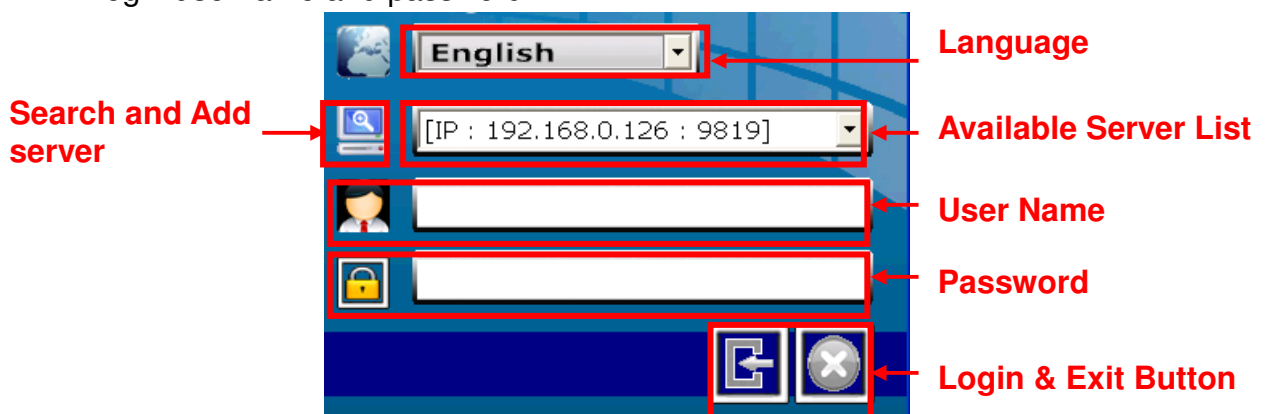 English
Language
Search and Add
server
[IP : 192.168.0.126 : 9819]
Available Server List
User Name
Password
Login & Exit Button